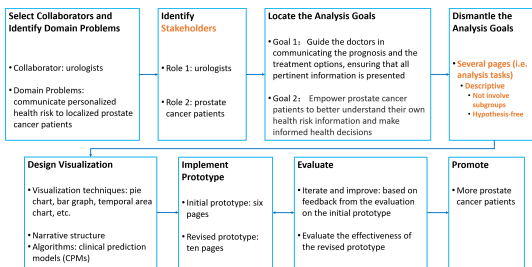 Select Collaborators and
Identify Domain Problems
• Collaborator: urologists
• Domain Problems:
communicate personalized
health risk to localized prostate
cancer patients
Identify
Stakeholders
• Role 1: urologists
• Role 2: prostate
cancer patients
Locate the Analysis Goals
• Goal 1: Guide the doctors in
communicating the prognosis and the
treatment options, ensuring that all
pertinent information is presented
• Goal 2: Empower prostate cancer
patients to better understand their own
health risk information and make
informed health decisions
Dismantle the
Analysis Goals
• Several pages (i.e.
analysis tasks)
• Descriptive
• Not involve
subgroups
• Hypothesis-free
Design Visualization
• Visualization techniques: pie
chart, bar graph, temporal area
chart, etc.
• Narrative structure
• Algorithms: clinical prediction
models (CPMs)
Implement
Prototype
• Initial prototype: six
pages
• Revised prototype:
ten pages
Evaluate
• Iterate and improve: based on
feedback from the evaluation
on the initial prototype
• Evaluate the effectiveness of
the revised prototype
Promote
• More prostate
cancer patients